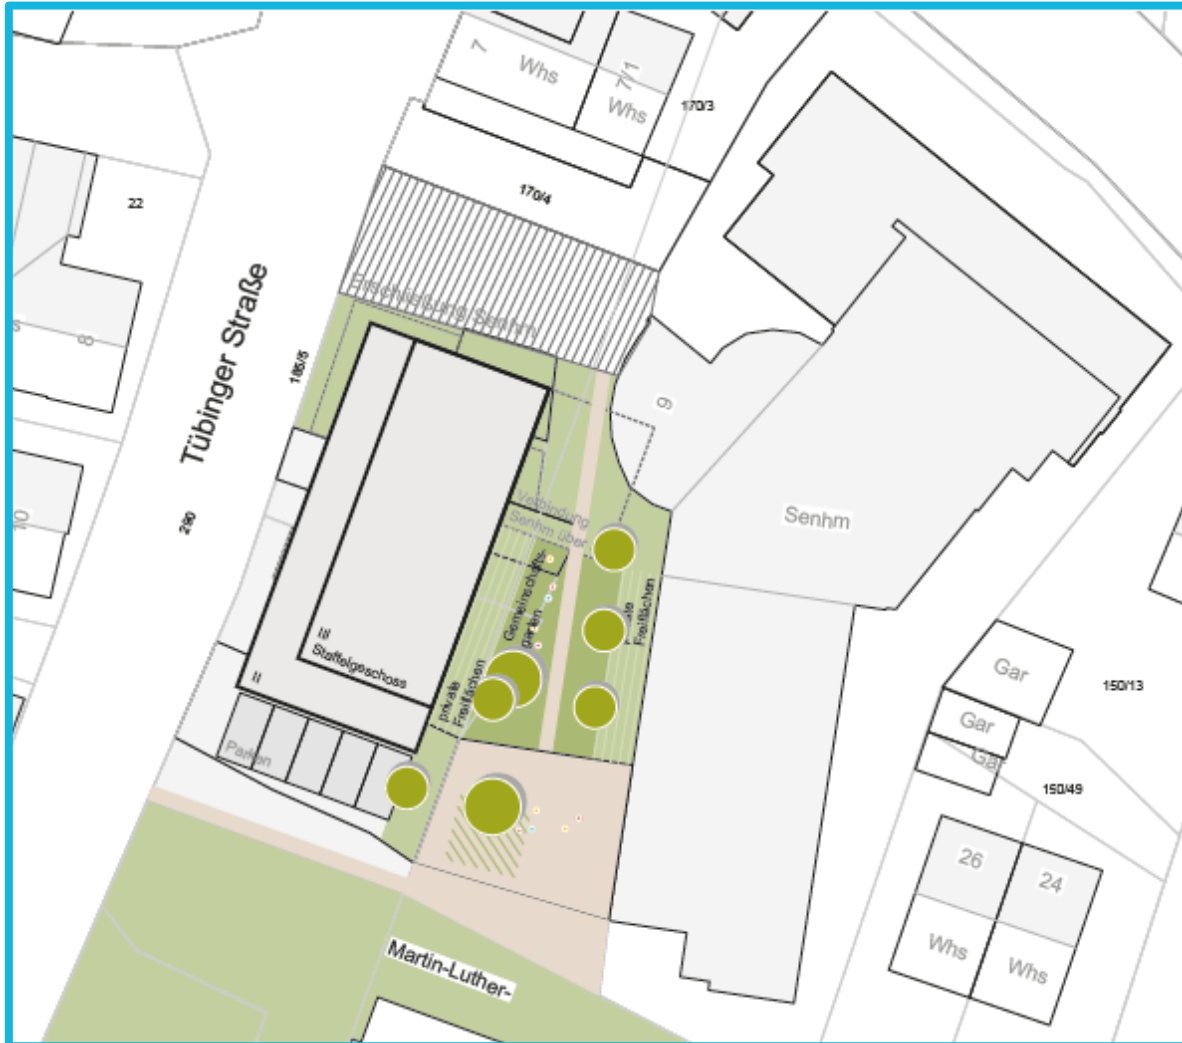 7
Whs
7/1
Whs
170/3
170/4
22
Tübinger Straße
Erschließung Senhm
8
185/5
9
10
290
Verbindung
Senhm über
Senhm
Gemeinschafts-
garten
Freiflächen
III
Staffelgeschoss
II
private
Freiflächen
Parken
Gar
150/13
Gar
Gar
150/49
26
24
Whs
Whs
Martin-Luther-